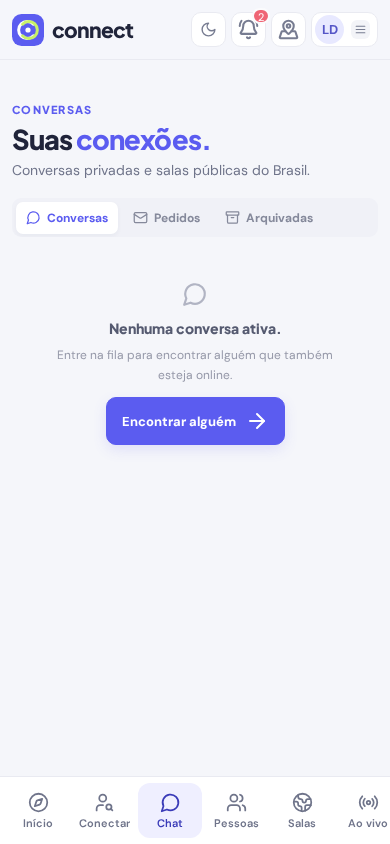 connect
2
LD
CONVERSAS
Suas conexões.
Conversas privadas e salas públicas do Brasil.
Conversas
Pedidos
Arquivadas
Nenhuma conversa ativa.
Entre na fila para encontrar alguém que também
esteja online.
Encontrar alguém
Início
Conectar
Chat
Pessoas
Salas
Ao vivo